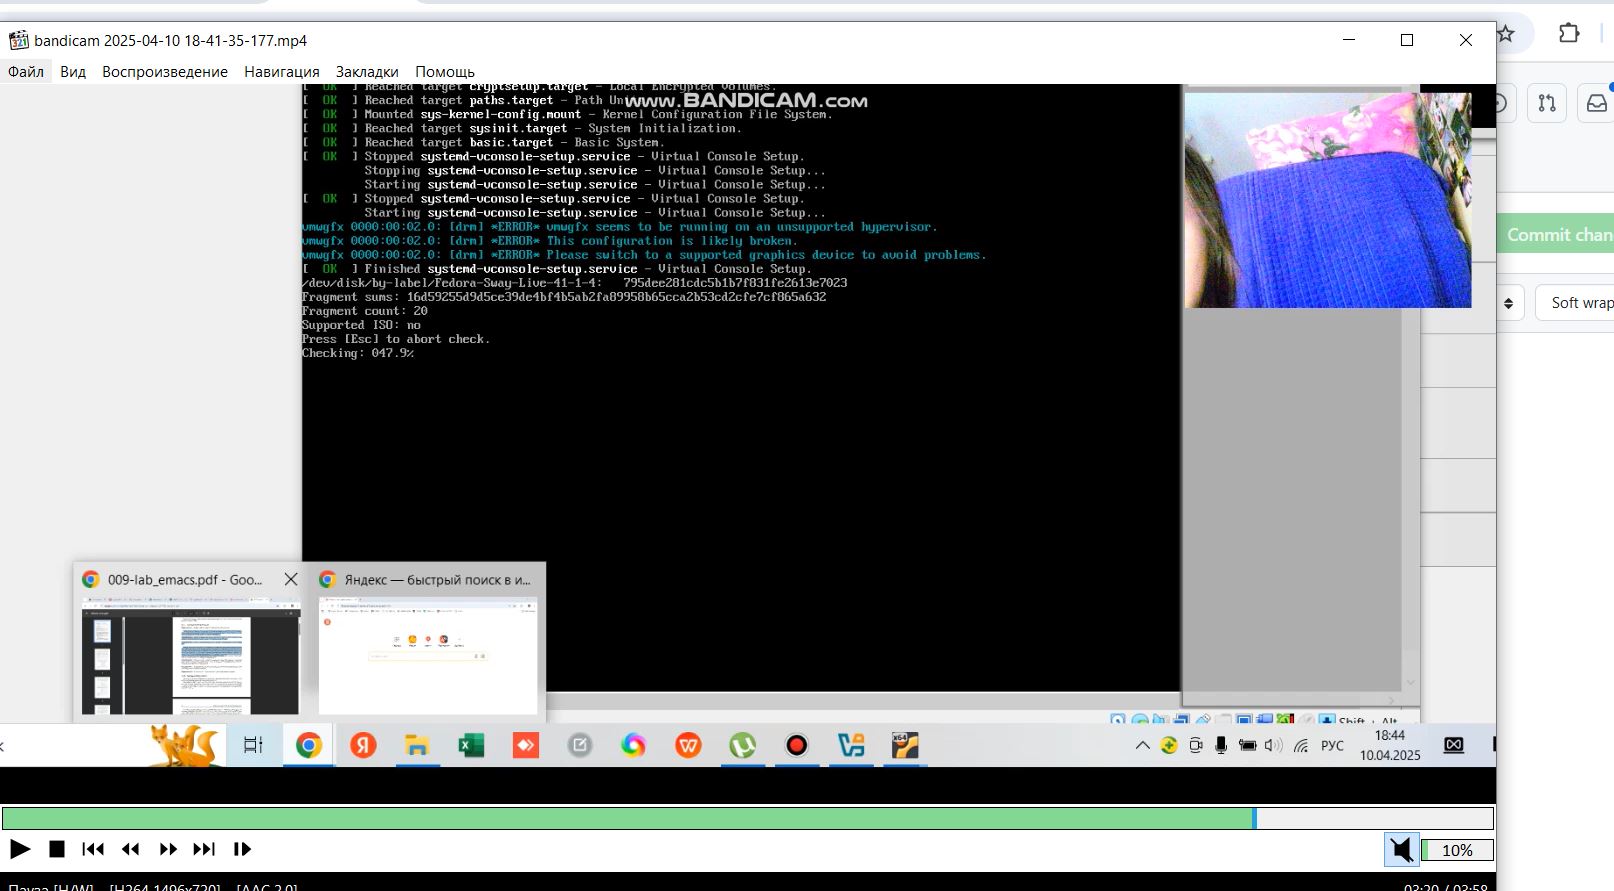 bandicam 2025-04-10 18-41-35-177.mp4
Файл Вид Воспроизведение Навигация Закладки Помощь
[ OK ] Reached target cryptsetup.target - Local Encrypted Volumes.
www.BANDICAM.com
[ OK ] Reached target paths.target - Path Un
[ OK ] Mounted sys-kernel-config.mount - Kernel Configuration File System.
[ OK ] Reached target sysinit.target - System Initialization.
[ OK ] Reached target basic.target - Basic System.
[ OK ] Stopped systemd-vconsole-setup.service - Virtual Console Setup.
Stopping systemd-vconsole-setup.service - Virtual Console Setup...
Starting systemd-vconsole-setup.service - Virtual Console Setup...
[ OK ] Stopped systemd-vconsole-setup.service - Virtual Console Setup.
Starting systemd-vconsole-setup.service - Virtual Console Setup...
vmwgfx 0000:00:02.0: [drm] *ERROR* vmwgfx seems to be running on an unsupported hypervisor.
vmwgfx 0000:00:02.0: [drm] *ERROR* This configuration is likely broken.
vmwgfx 0000:00:02.0: [drm] *ERROR* Please switch to a supported graphics device to avoid problems.
[ OK ] Finished systemd-vconsole-setup.service - Virtual Console Setup.
/dev/disk/by-label/Fedora-Sway-Live-41-1-4: 795dee281cdc5b1b7f831fe2613e7023
Fragment sums: 16d59255d9d5ce39de4bf4b5ab2fa89958b65cca2b53cd2cfe7cf865a632
Fragment count: 20
Supported ISO: no
Press [Esc] to abort check.
Checking: 047.9%
Commit chan
Soft wrap
009-lab_emacs.pdf - Goo...
Яндекс — быстрый поиск в и...
Shift + Alt
x64
РУС
18:44
10.04.2025
10%
Пауза [H/W] [H264 1496x720] [AAC 2.0]
03:20 / 03:58